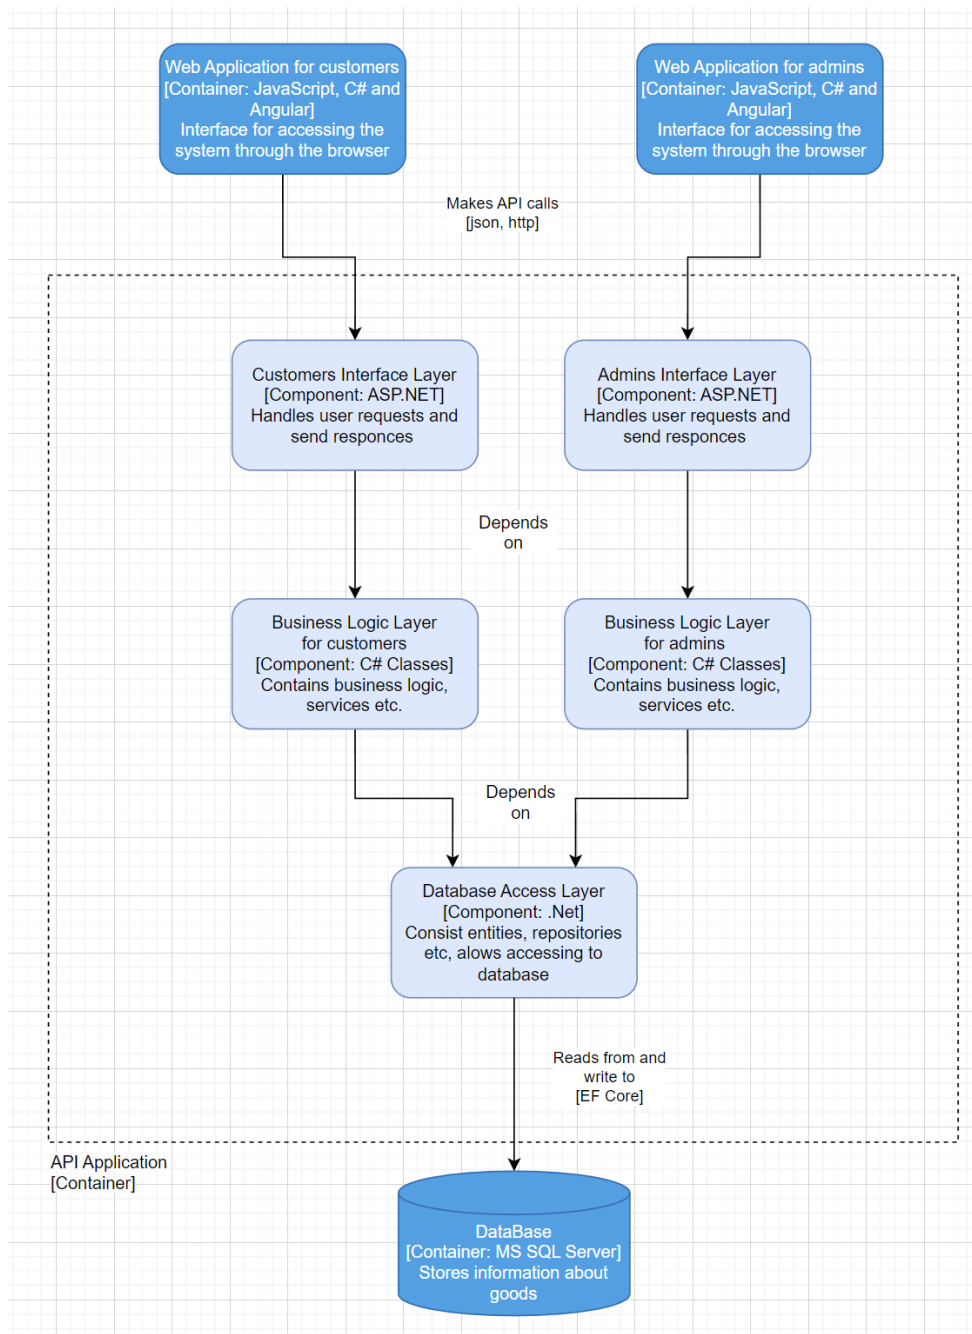 Web Application for customers
[Container: JavaScript, C# and
Angular]
Interface for accessing the
system through the browser
Web Application for admins
[Container: JavaScript, C# and
Angular]
Interface for accessing the
system through the browser
Makes API calls
[json, http]
Customers Interface Layer
[Component: ASP.NET]
Handles user requests and
send responces
Admins Interface Layer
[Component: ASP.NET]
Handles user requests and
send responces
Depends
on
Business Logic Layer
for customers
[Component: C# Classes]
Contains business logic,
services etc.
Business Logic Layer
for admins
[Component: C# Classes]
Contains business logic,
services etc.
Depends
on
Database Access Layer
[Component: .Net]
Consist entities, repositories
etc, alows accessing to
database
Reads from and
write to
[EF Core]
API Application
[Container]
DataBase
[Container: MS SQL Server]
Stores information about
goods